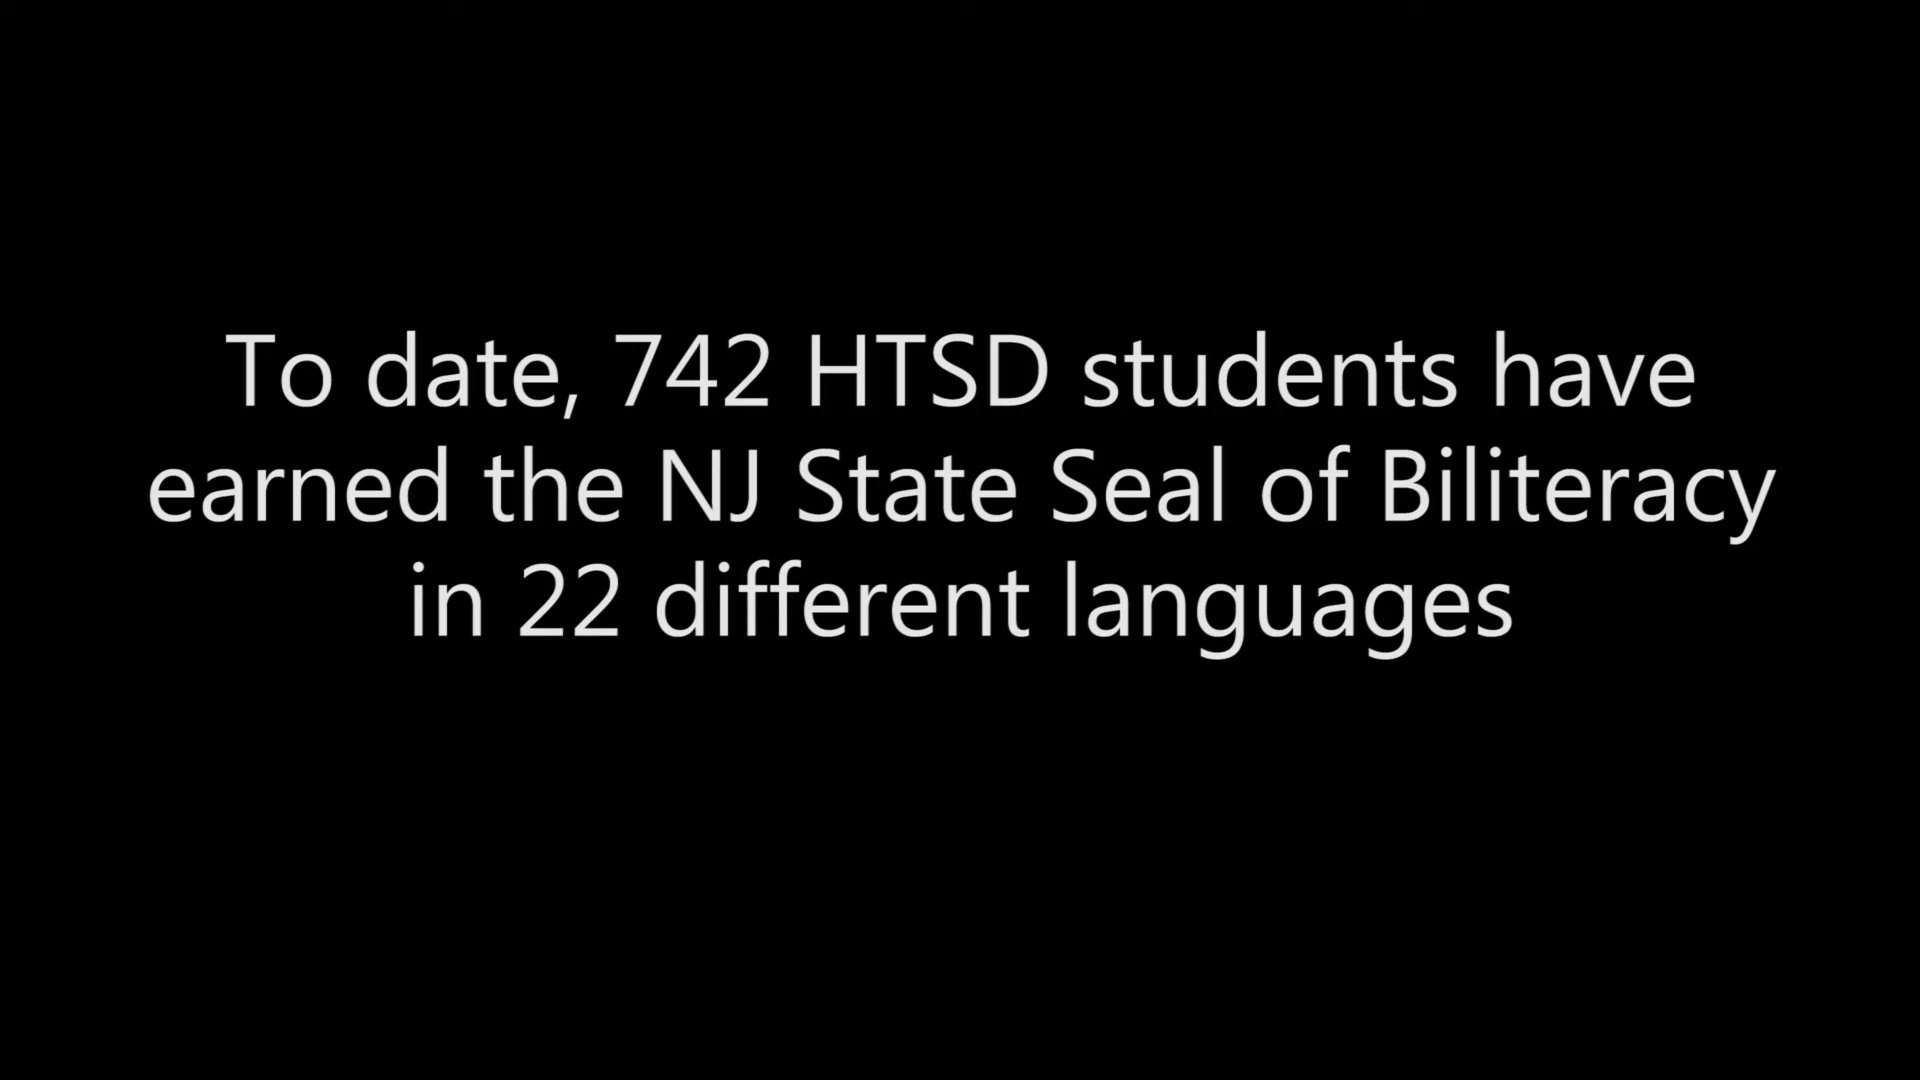 To date, 742 HTSD students have
earned the NJ State Seal of Biliteracy
in 22 different languages